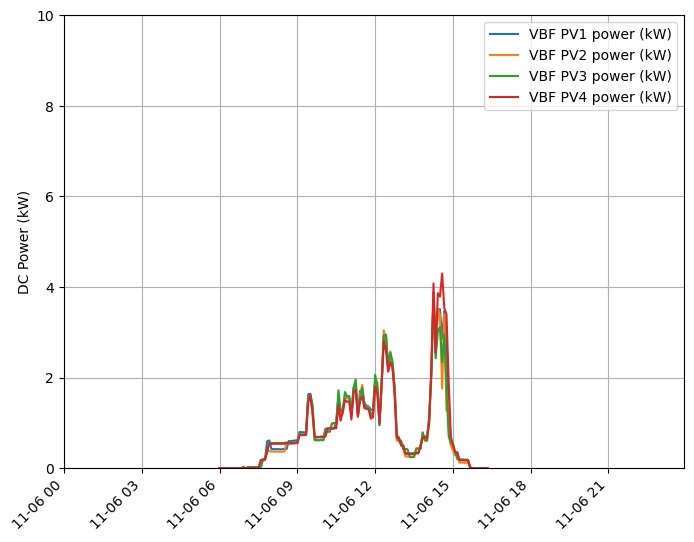 10
8
6
4
2
0
DC Power (kW)
VBF PV1 power (kW)
VBF PV2 power (kW)
VBF PV3 power (kW)
VBF PV4 power (kW)
11-06 00
11-06 03
11-06 06
11-06 09
11-06 12
11-06 15
11-06 18
11-06 21